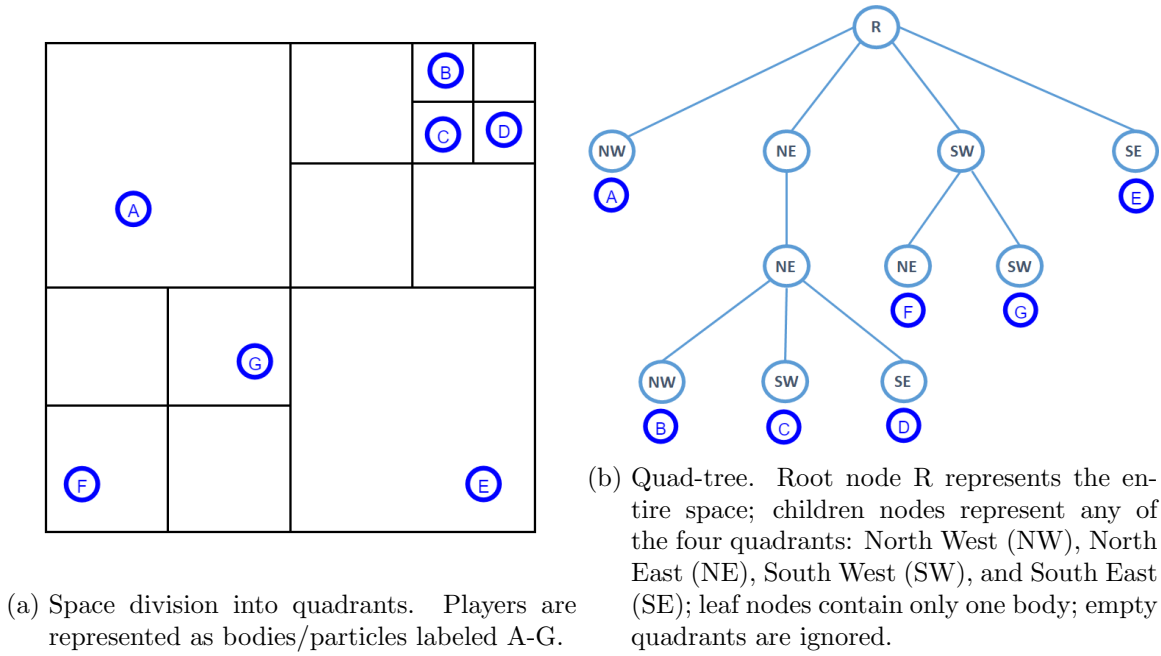 B
C
D
A
G
F
E
(a) Space division into quadrants. Players are
represented as bodies/particles labeled A-G.
R
NW
NE
SW
SE
A
E
NE
NE
SW
F
G
NW
SW
SE
B
C
D
(b) Quad-tree. Root node R represents the en-
tire space; children nodes represent any of
the four quadrants: North West (NW), North
East (NE), South West (SW), and South East
(SE); leaf nodes contain only one body; empty
quadrants are ignored.